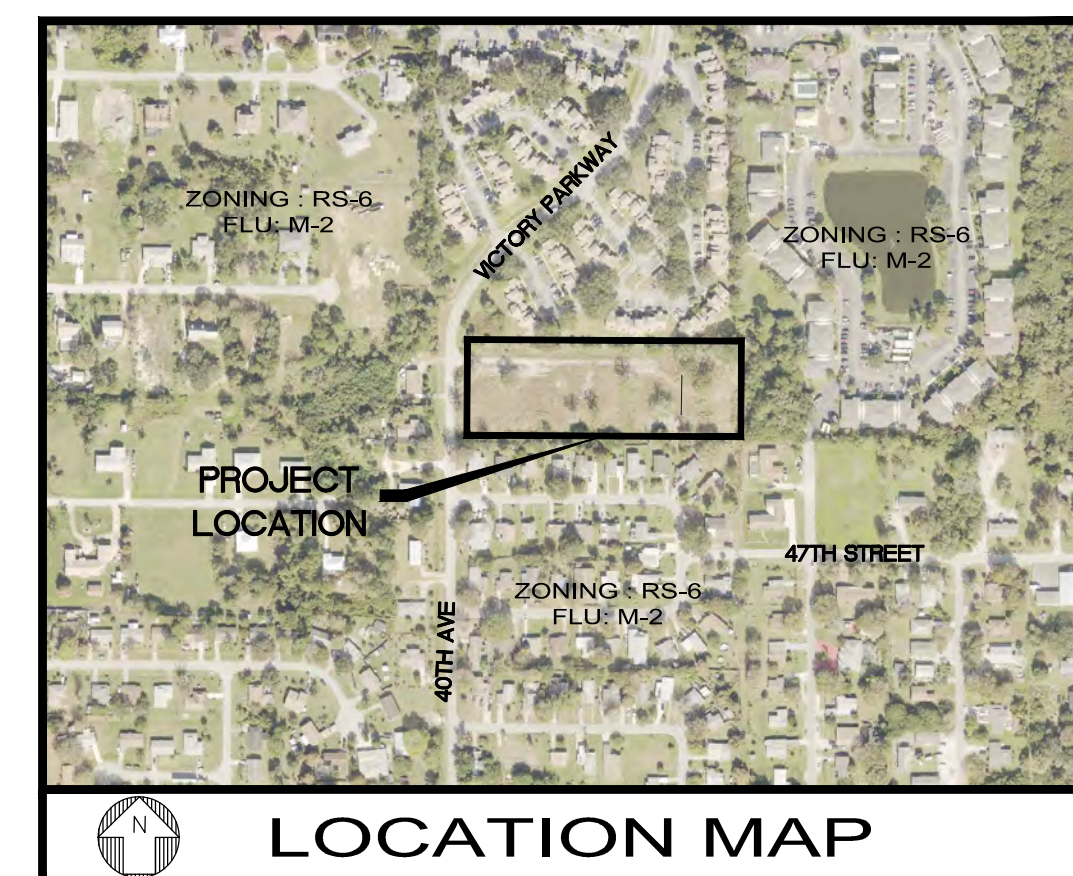 VICTORY PARKWAY
ZONING : RS-6
FLU: M-2
ZONING : RS-6
FLU: M-2
PROJECT
LOCATION
47TH STREET
ZONING : RS-6
FLU: M-2
40TH AVE
N
LOCATION MAP